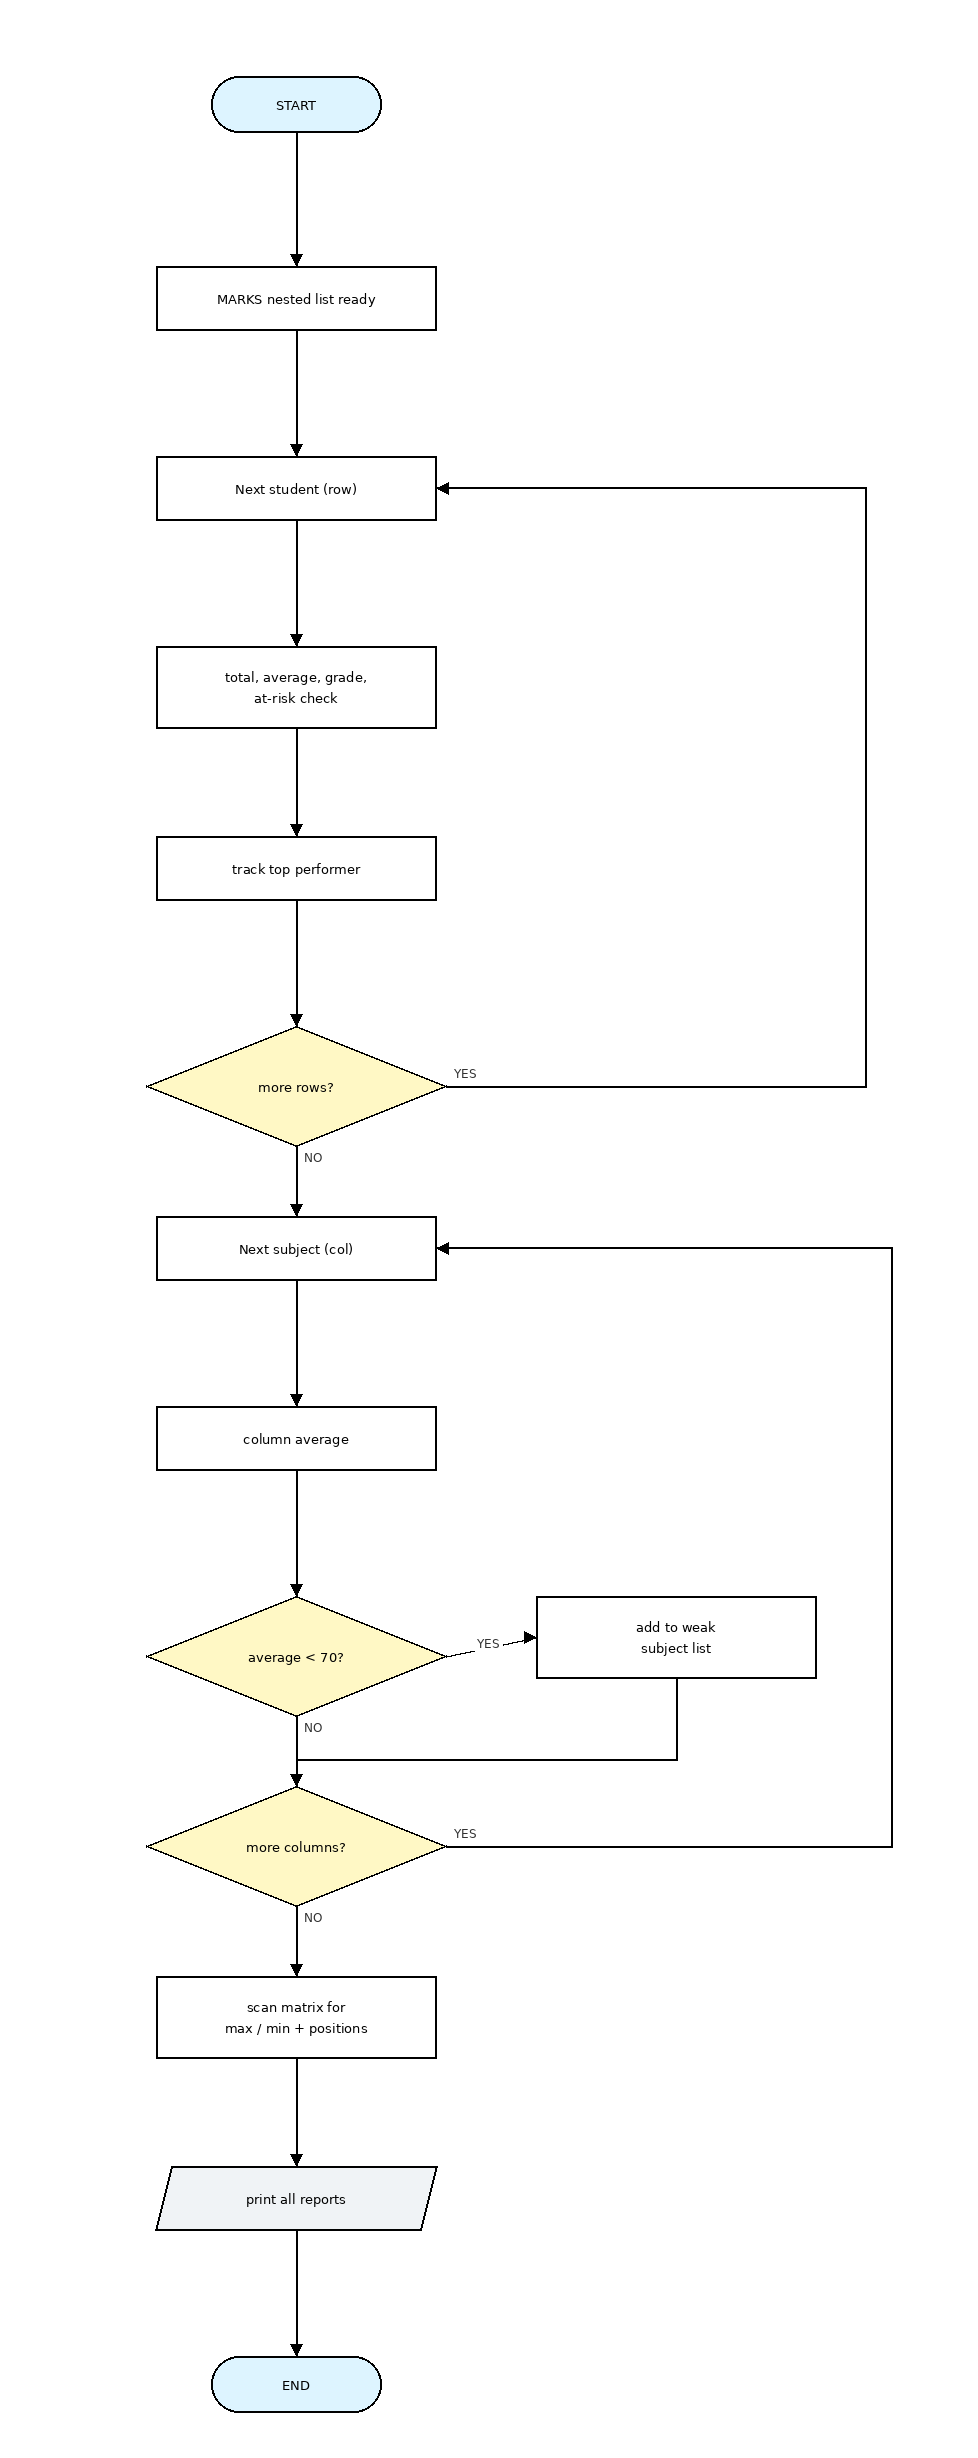 START
MARKS nested list ready
Next student (row)
total, average, grade,
at-risk check
track top performer
more rows?
YES
NO
Next subject (col)
column average
average < 70?
YES
add to weak
subject list
NO
more columns?
YES
NO
scan matrix for
max / min + positions
print all reports
END